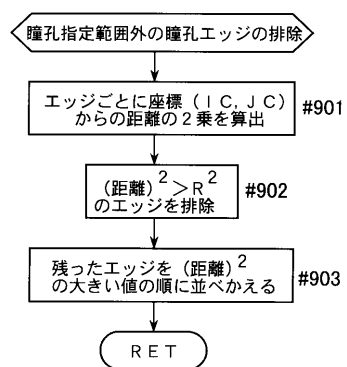 瞳孔指定範囲外の瞳孔エッジの排除
エッジごとに座標(IC,JC)
からの距離の2乗を算出
#901
(距離)²>R²
のエッジを排除
#902
残ったエッジを(距離)²
の大きい値の順に並べかえる
#903
RET